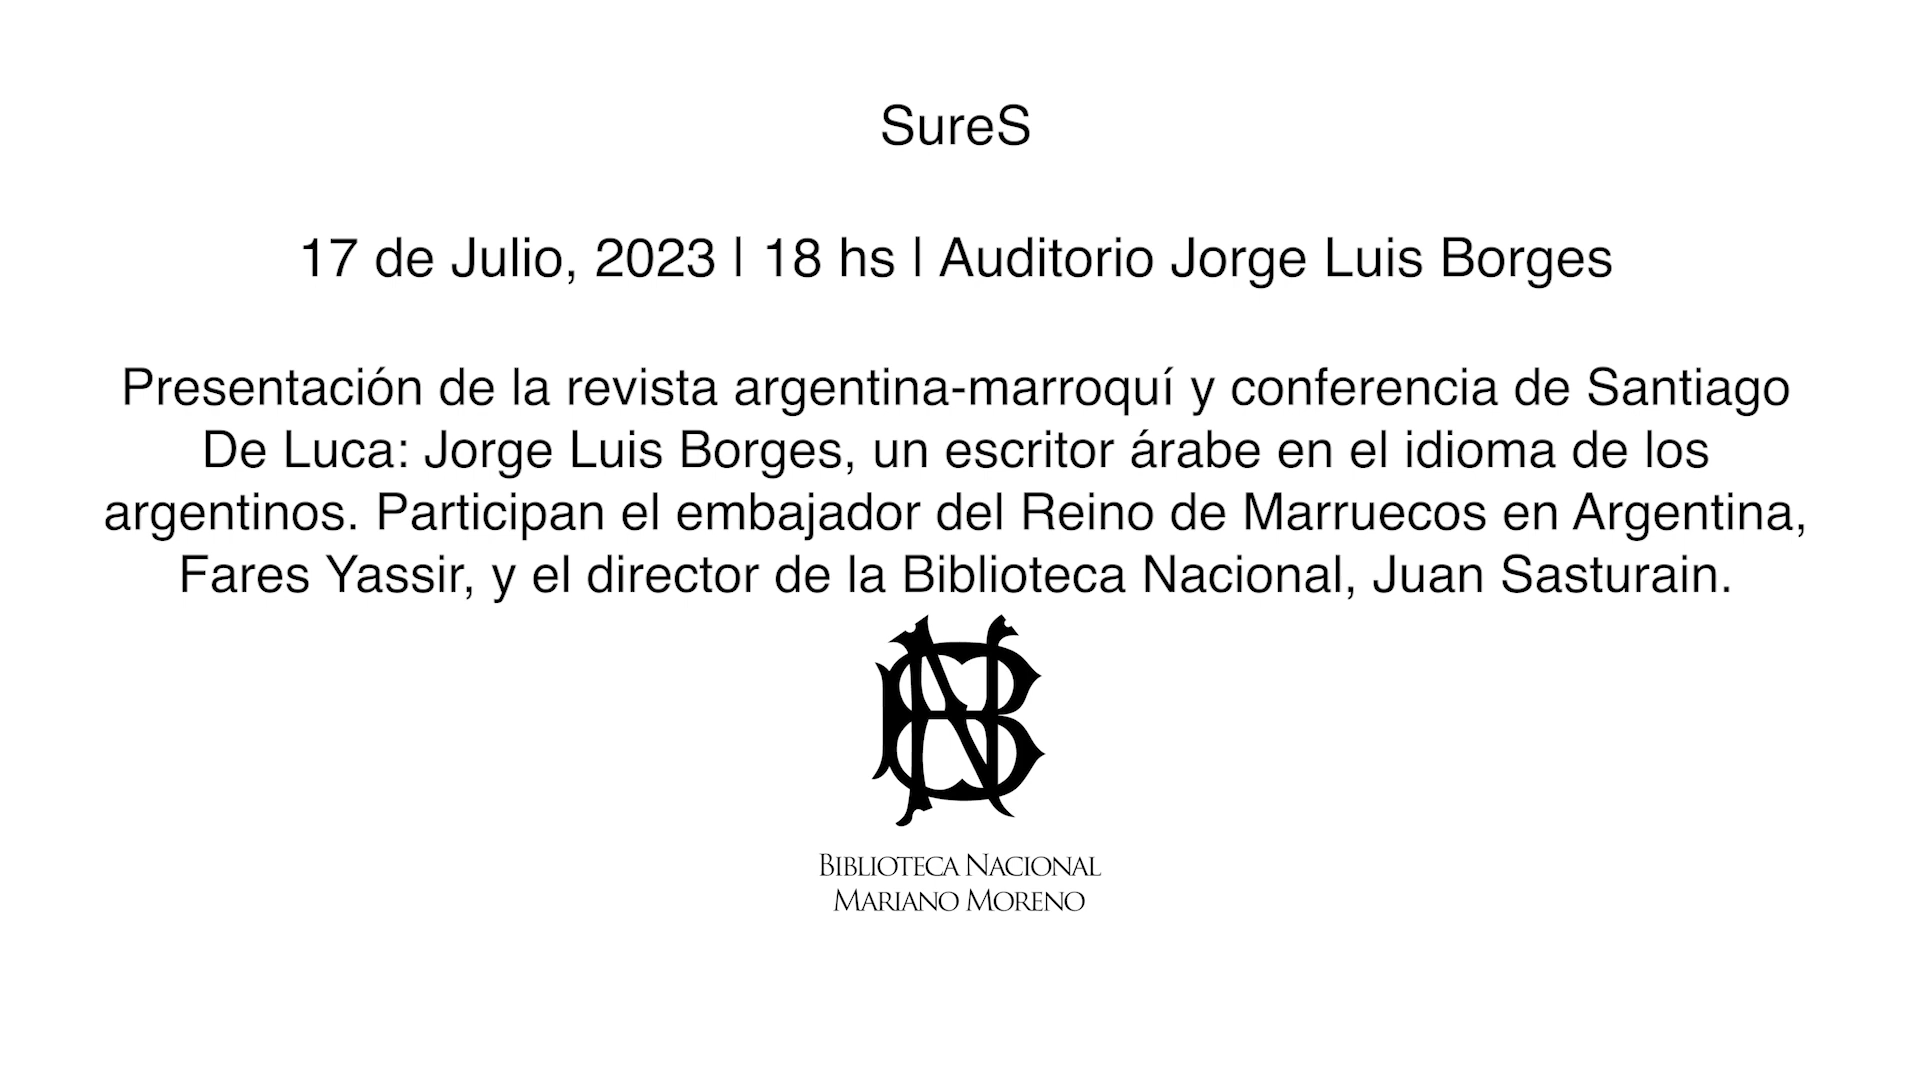 SureS
17 de Julio, 2023 | 18 hs | Auditorio Jorge Luis Borges
Presentación de la revista argentina-marroquí y conferencia de Santiago
De Luca: Jorge Luis Borges, un escritor árabe en el idioma de los
argentinos. Participan el embajador del Reino de Marruecos en Argentina,
Fares Yassir, y el director de la Biblioteca Nacional, Juan Sasturain.
BIBLIOTECA NACIONAL
MARIANO MORENO